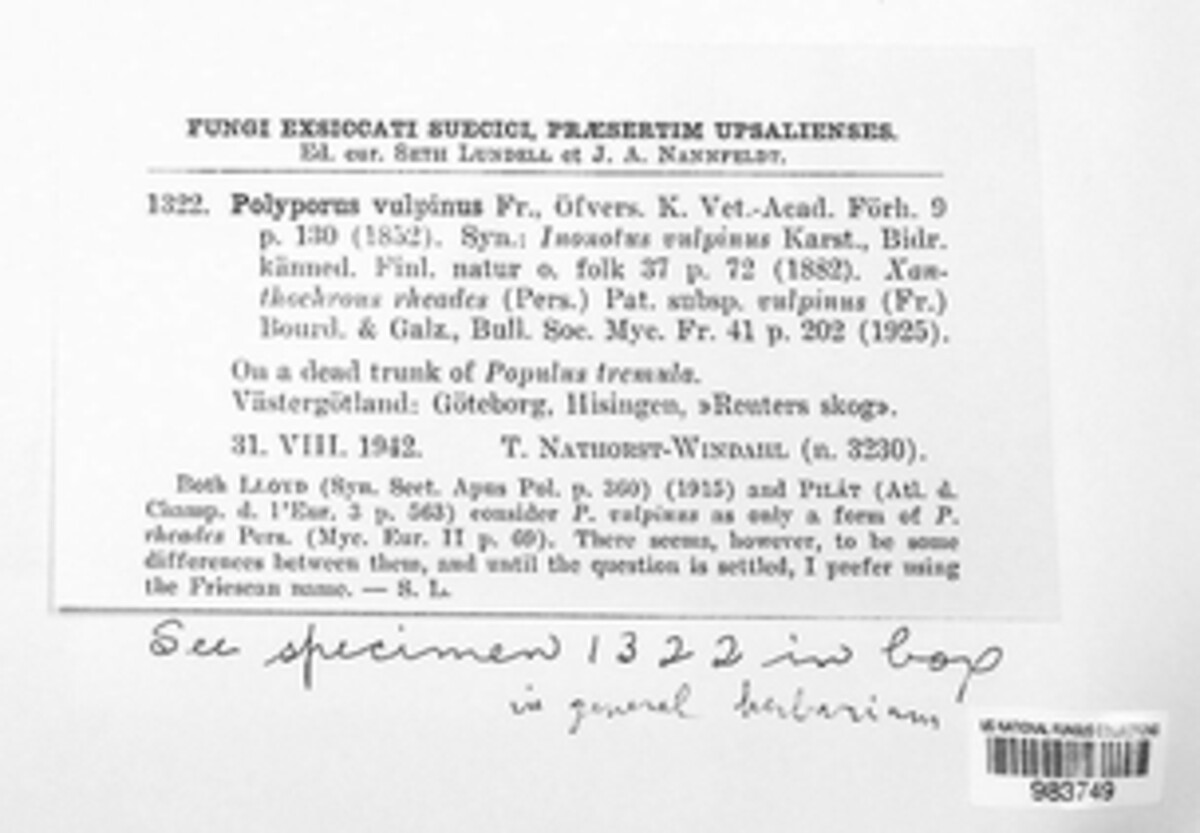 FUNGI EXSICCATI SUECICI, PRÆSERTIM UPSALIENSES.
Ed. cur. SETH LUNDELL et J. A. NANNFELDT.
1322. Polyporus vulpinus Fr., Öfvers. K. Vet.-Acad. Förh. 9
p. 130 (1852). Syn.: Inonotus vulpinus Karst., Bidr.
känned. Finl. natur o. folk 37 p. 72 (1882). Xan-
thochrous rheades (Pers.) Pat. subsp. vulpinus (Fr.)
Bourd. & Galz., Bull. Soc. Myc. Fr. 41 p. 202 (1925).
On a dead trunk of Populus tremula.
Västergötland: Göteborg, Hisingen, »Reuters skog».
31. VIII. 1942. T. NATHORST-WINDAHL (n. 3230).
Both LLOYD (Syn. Sect. Apus Pol. p. 360) (1915) and PILÁT (Atl. d.
Champ. d. l'Eur. 3 p. 563) consider P. vulpinus as only a form of P.
rheades Pers. (Myc. Eur. II p. 69). There seems, however, to be some
differences between them, and until the question is settled, I prefer using
the Friesean name. — S. L.
See specimen 1322 in box
in general herbarium
US NATIONAL FUNGUS COLLECTIONS
983749